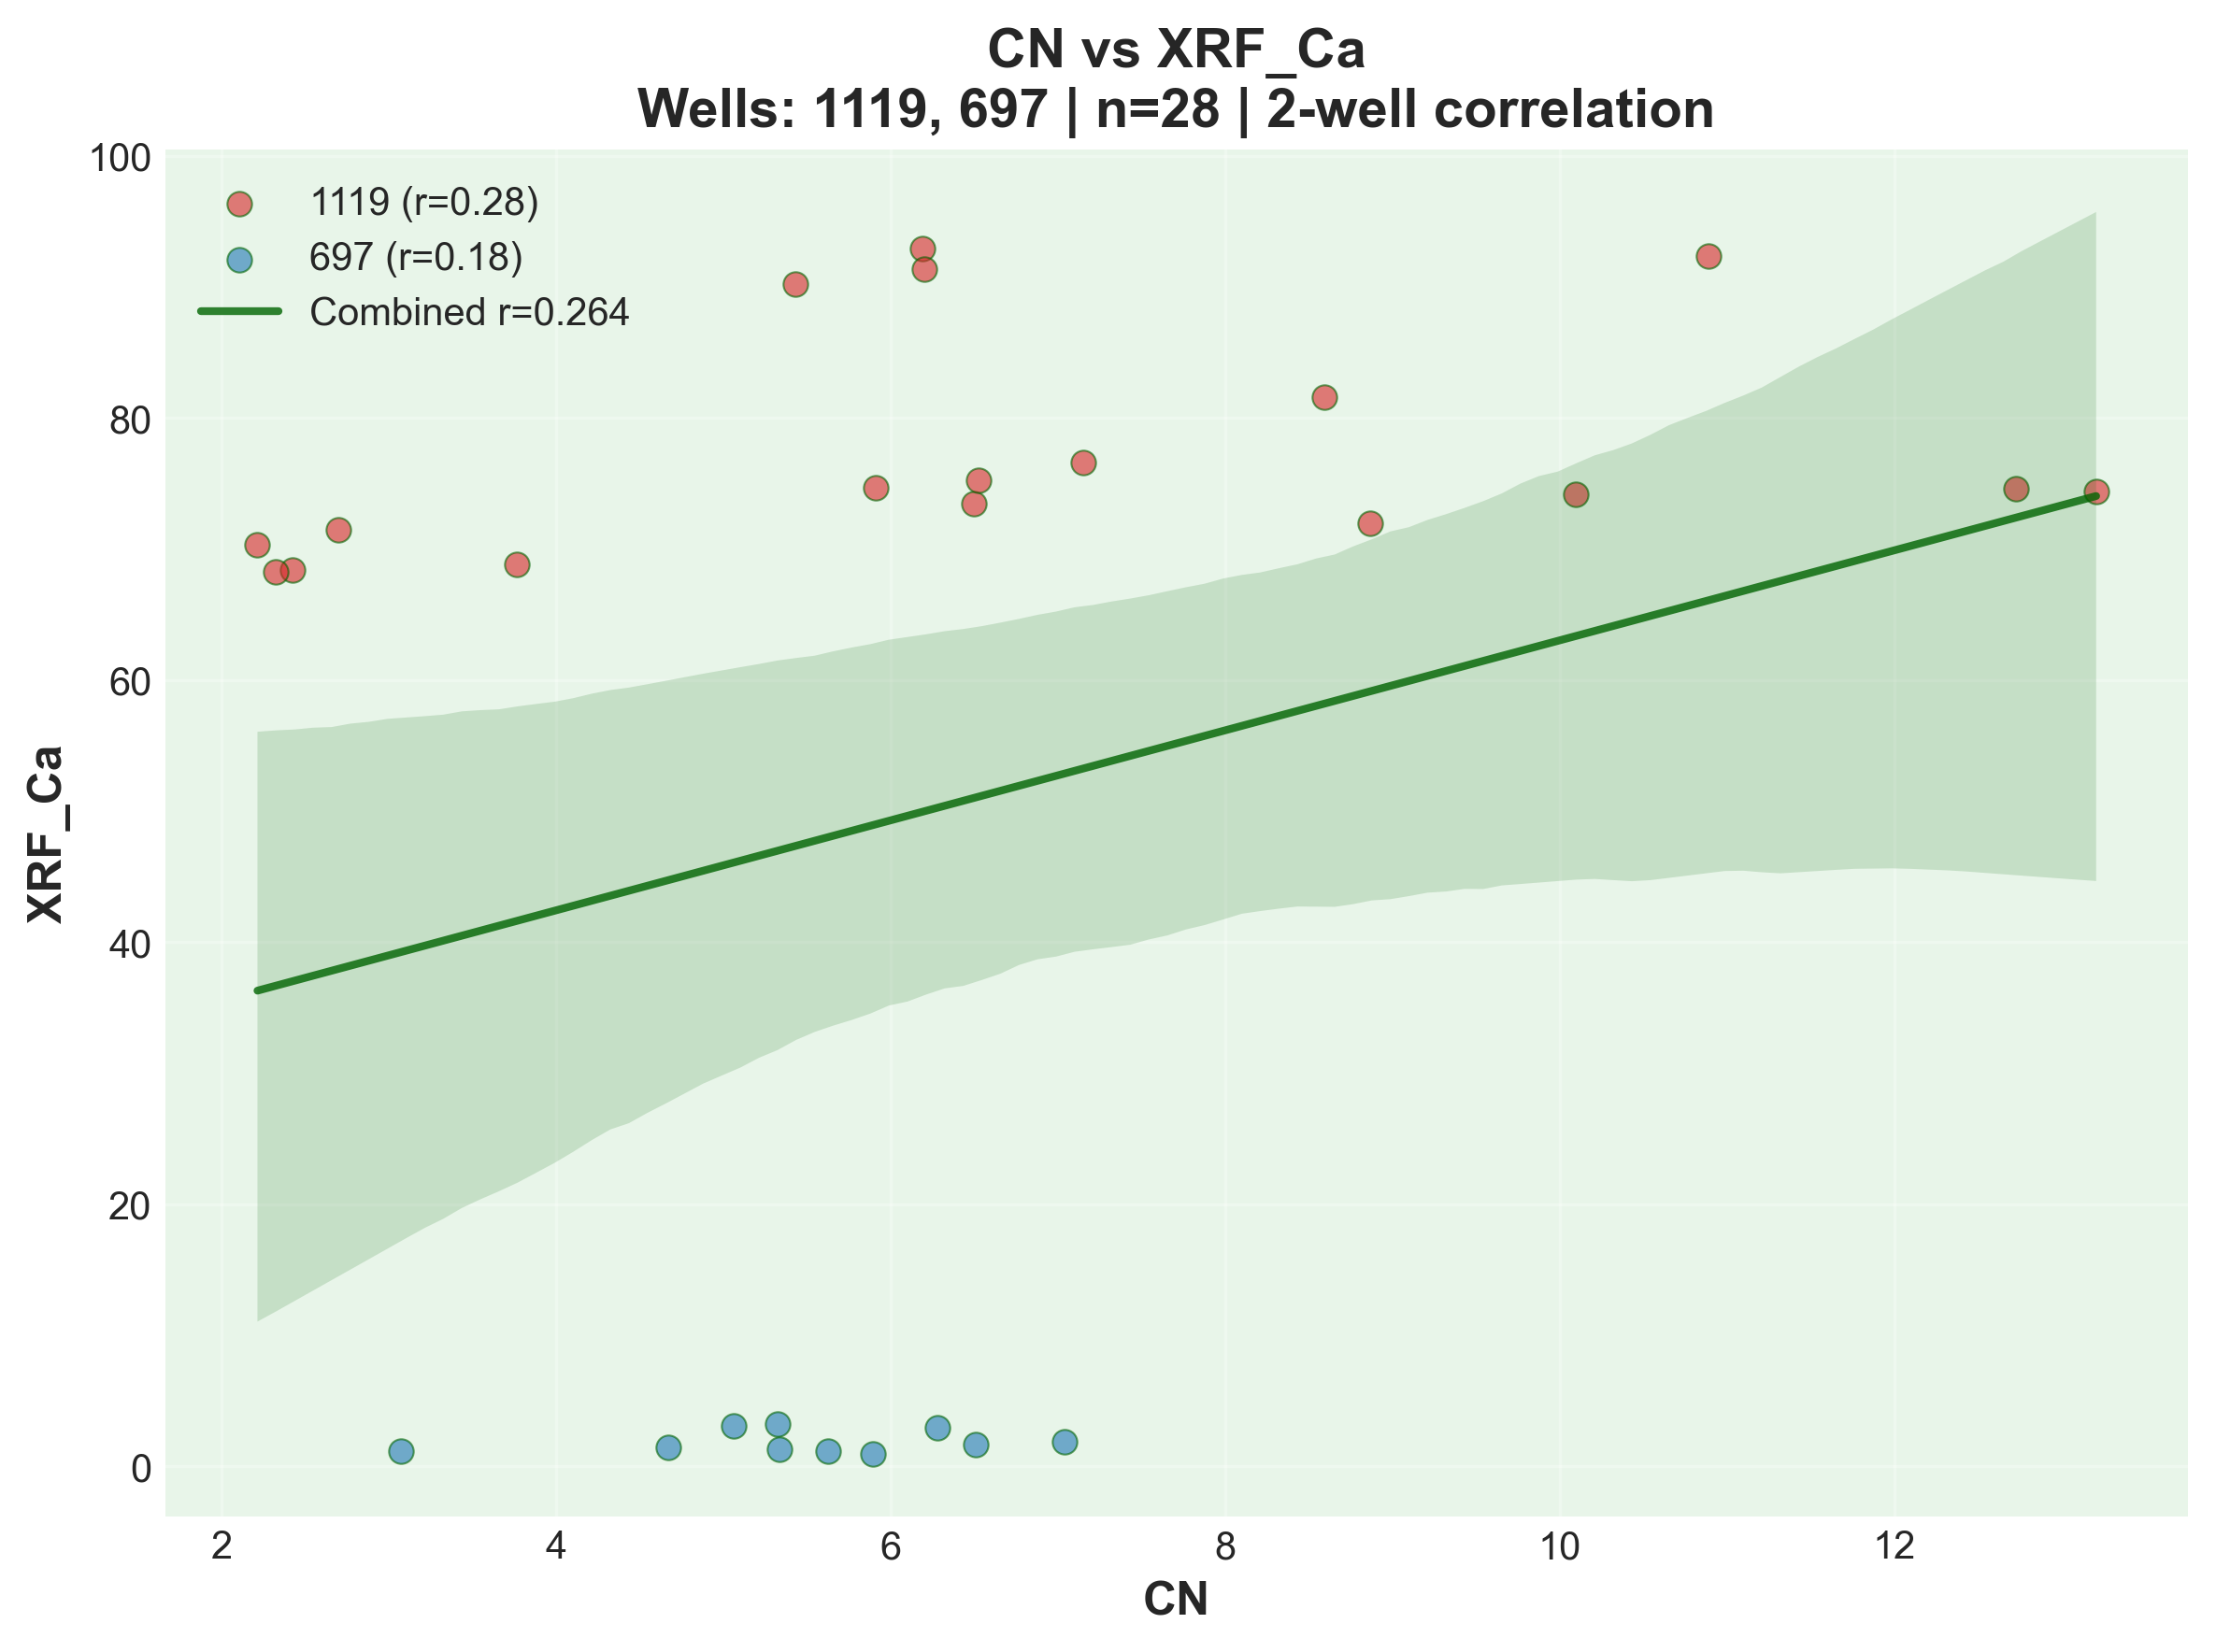 CN vs XRF_Ca
Wells: 1119, 697 | n=28 | 2-well correlation
1119 (r=0.28)
697 (r=0.18)
Combined r=0.264
100
80
60
40
20
0
XRF_Ca
2 4 6 8 10 12
CN